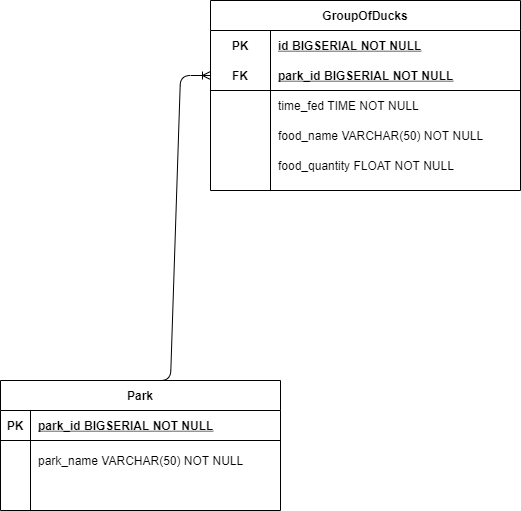 GroupOfDucks
PK id BIGSERIAL NOT NULL
FK park_id BIGSERIAL NOT NULL
time_fed TIME NOT NULL
food_name VARCHAR(50) NOT NULL
food_quantity FLOAT NOT NULL
Park
PK park_id BIGSERIAL NOT NULL
park_name VARCHAR(50) NOT NULL